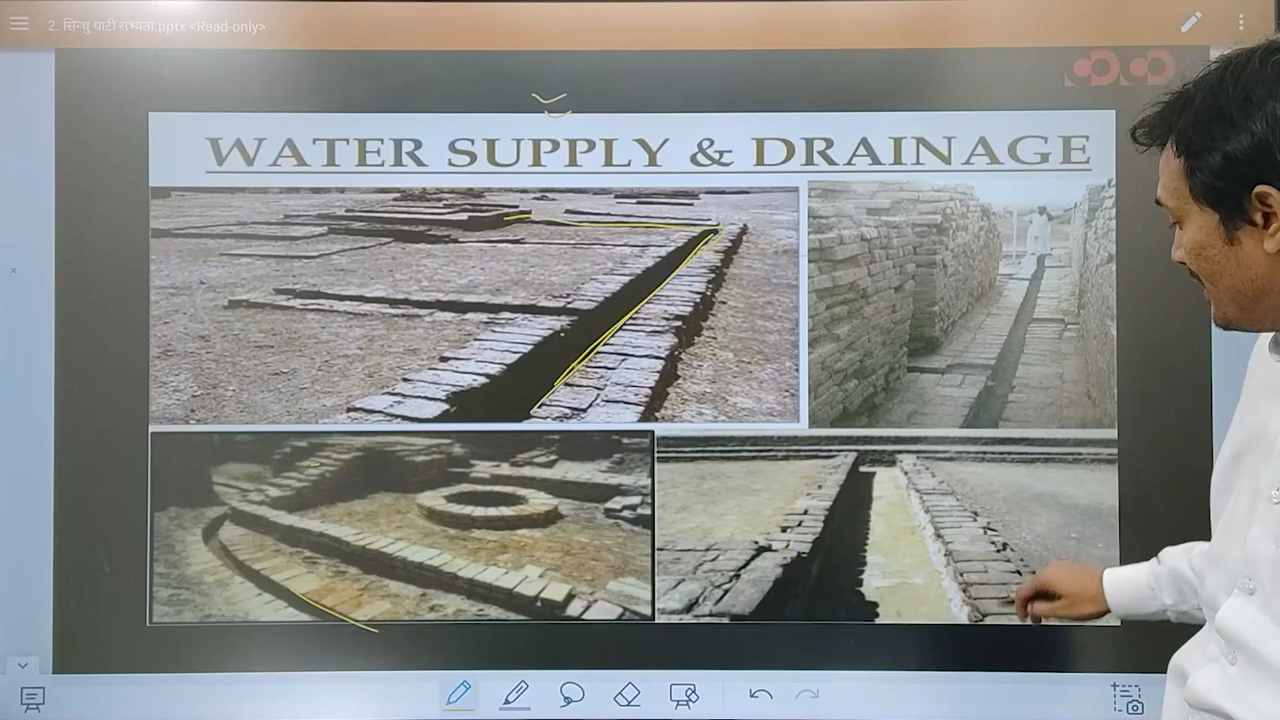 2. सिन्धु घाटी सभ्यता.pptx <Read-only>
WATER SUPPLY & DRAINAGE